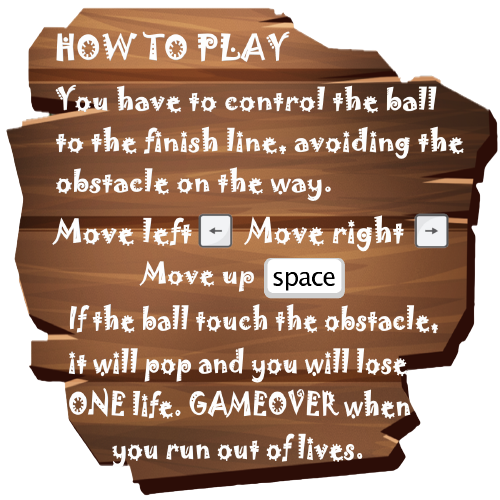 HOW TO PLAY
You have to control the ball
to the finish line, avoiding the
obstacle on the way.
Move left ← Move right →
Move up space
If the ball touch the obstacle,
it will pop and you will lose
ONE life. GAMEOVER when
you run out of lives.